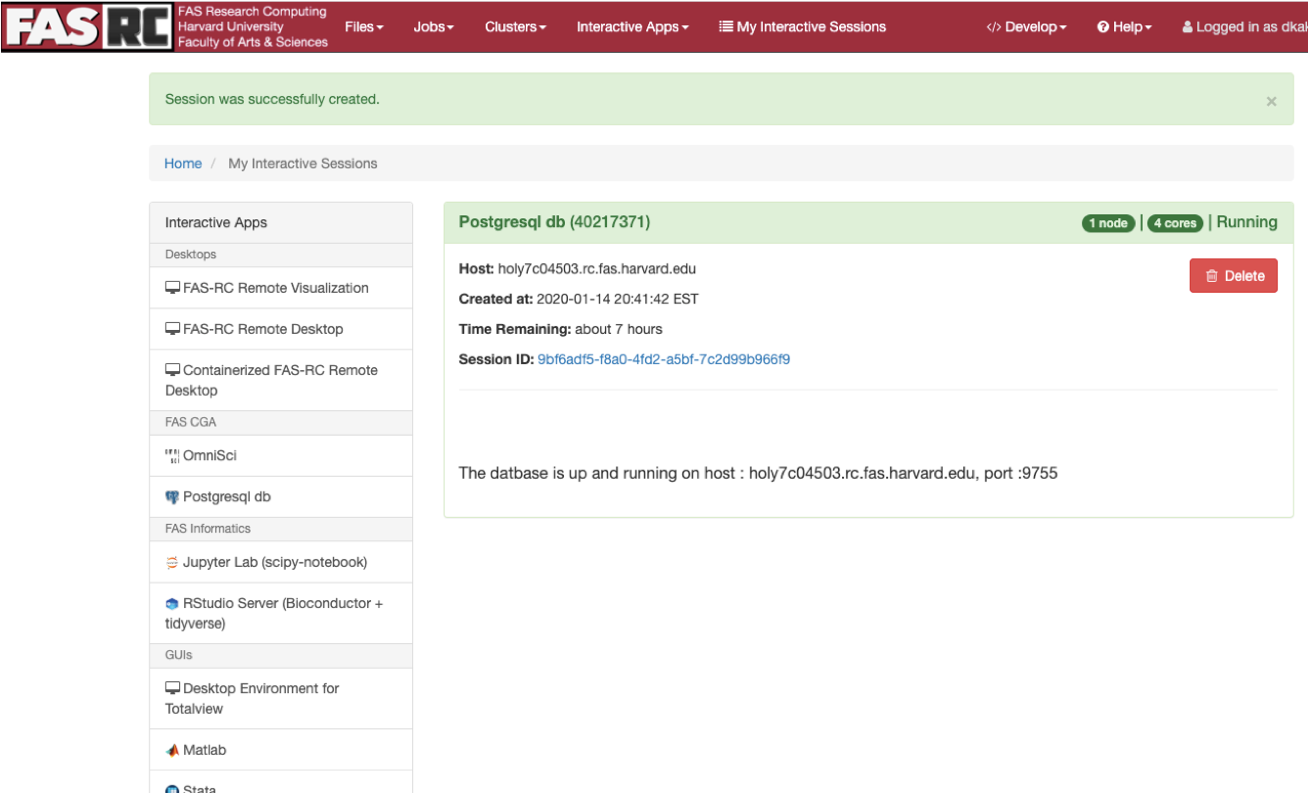 FAS RC
FAS Research Computing
Harvard University
Faculty of Arts & Sciences
Files
Jobs
Clusters
Interactive Apps
My Interactive Sessions
</> Develop
Help
Logged in as dkak
Session was successfully created.
×
Home / My Interactive Sessions
Interactive Apps
Desktops
FAS-RC Remote Visualization
FAS-RC Remote Desktop
Containerized FAS-RC Remote
Desktop
FAS CGA
OmniSci
Postgresql db
FAS Informatics
Jupyter Lab (scipy-notebook)
RStudio Server (Bioconductor +
tidyverse)
GUIs
Desktop Environment for
Totalview
Matlab
Stata
Postgresql db (40217371)
1 node | 4 cores | Running
Host: holy7c04503.rc.fas.harvard.edu
Delete
Created at: 2020-01-14 20:41:42 EST
Time Remaining: about 7 hours
Session ID: 9bf6adf5-f8a0-4fd2-a5bf-7c2d99b966f9
The datbase is up and running on host : holy7c04503.rc.fas.harvard.edu, port :9755